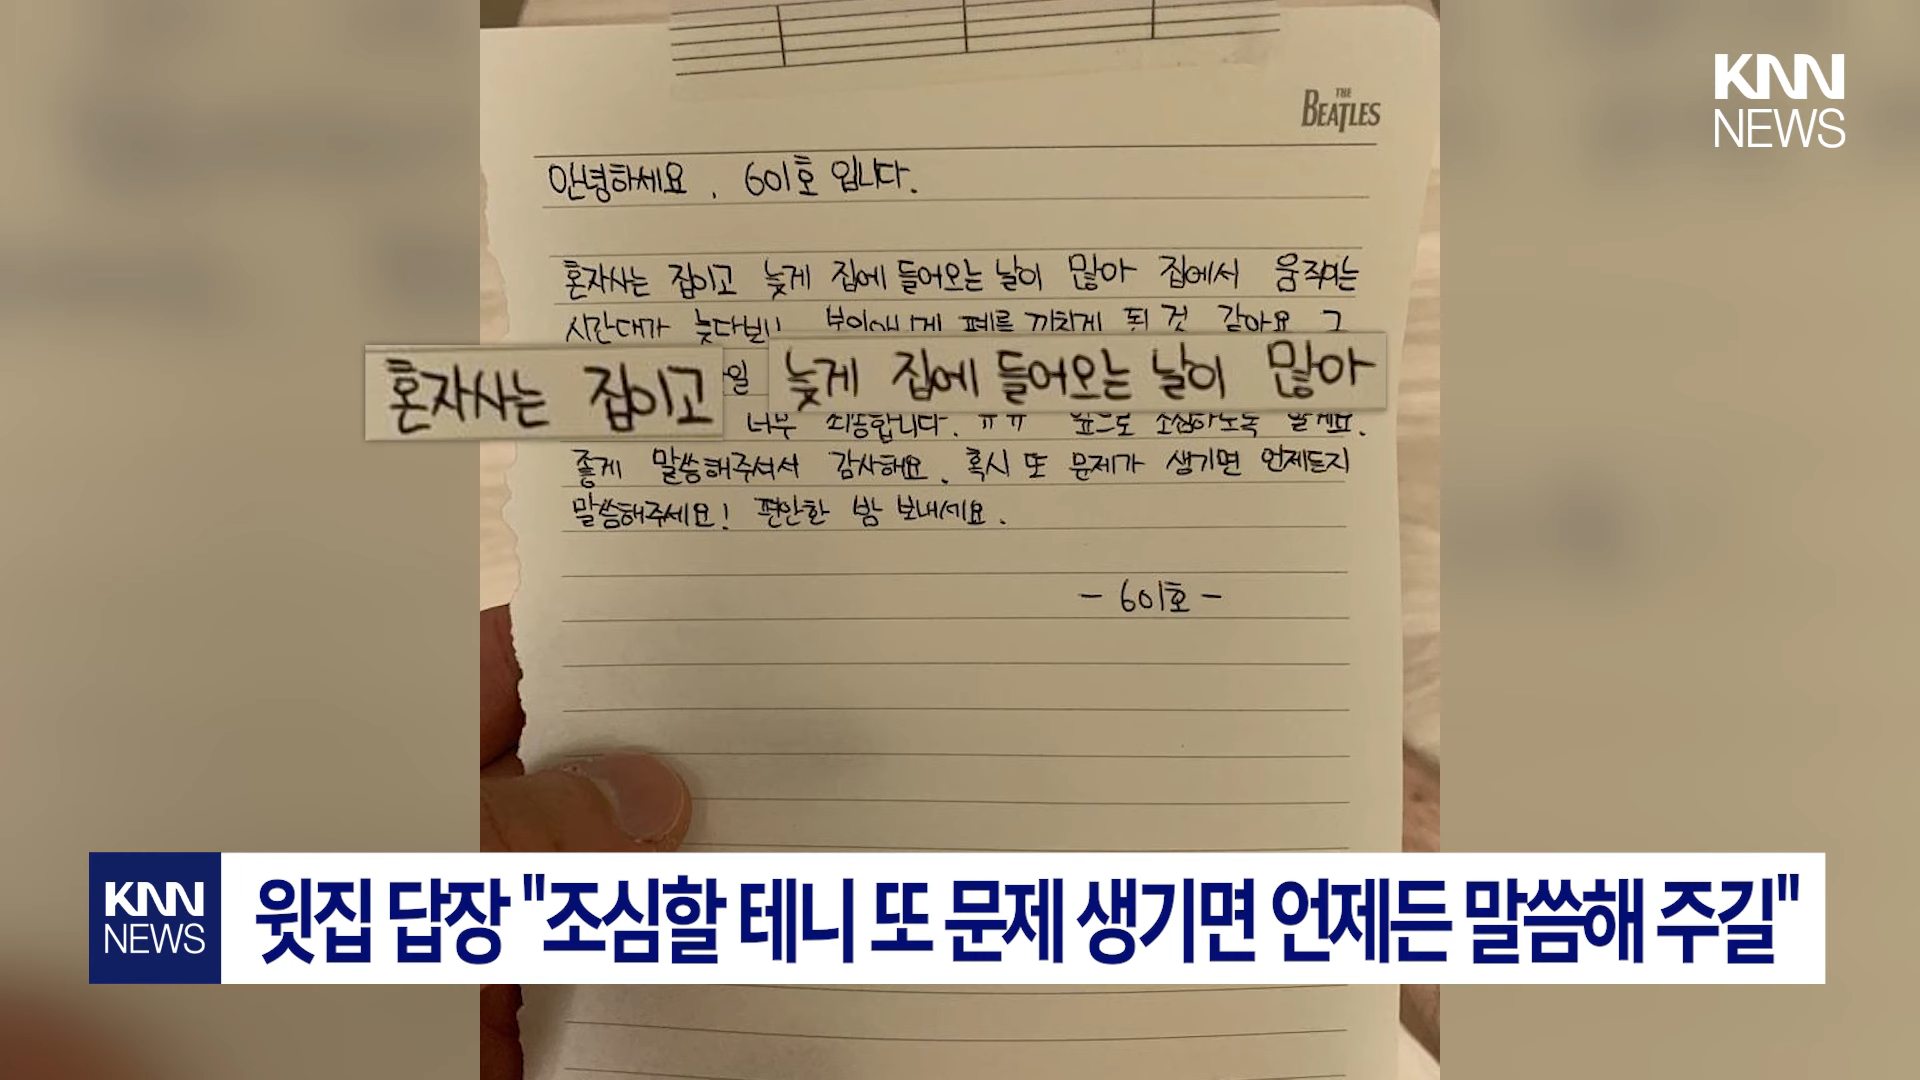 THE
BEATLES
KNN
NEWS
안녕하세요, 601호 입니다.
혼자사는 집이고 늦게 집에 들어오는 날이 많아 집에서 움직이는
시간대가 늦다보니 폐를 끼치게 된 것 같아요 그
혼자사는 집이고 일 늦게 집에 들어오는 날이 많아
너무 죄송합니다. ㅠㅠ 앞으로 조심하도록 할게요.
좋게 말씀해주셔서 감사해요. 혹시 또 문제가 생기면 언제든지
말씀해주세요! 편안한 밤 보내세요.
- 601호 -
KNN
NEWS
윗집 답장 "조심할 테니 또 문제 생기면 언제든 말씀해 주길"